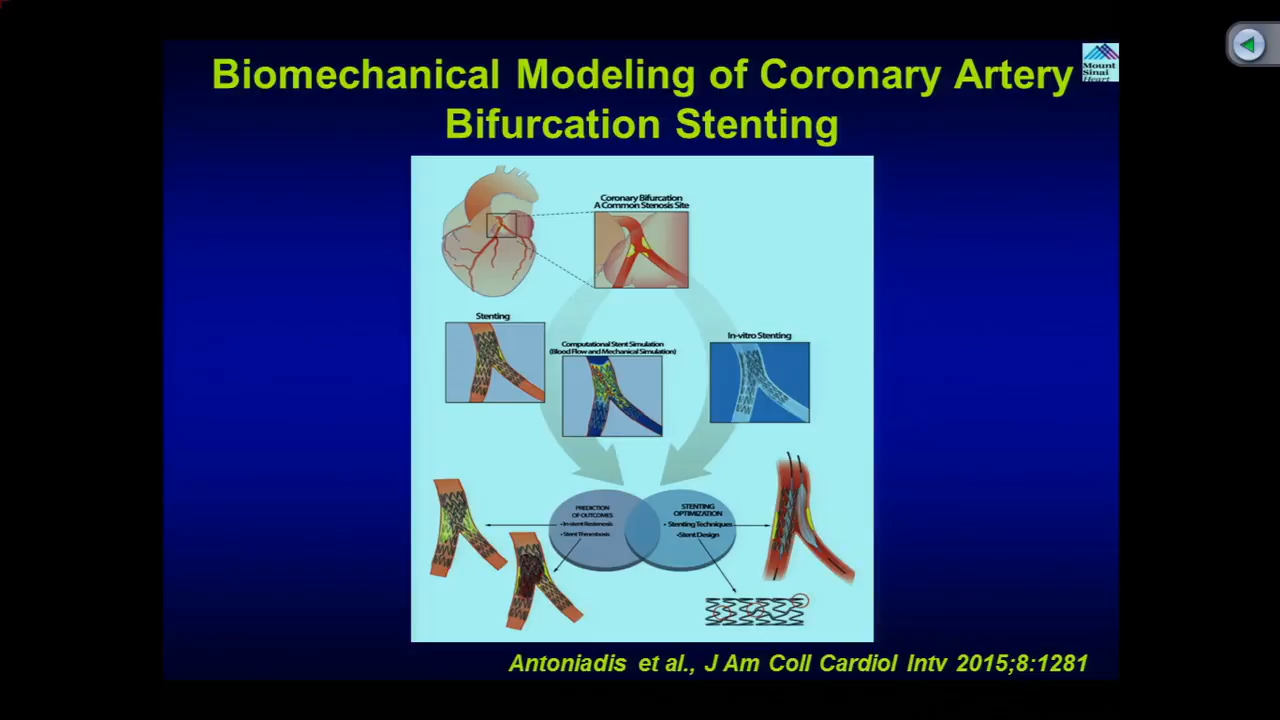 Biomechanical Modeling of Coronary Artery
Bifurcation Stenting
Mount
Sinai
Heart
Coronary Bifurcation
A Common Stenosis Site
Stenting
Computational Stent Simulation
(Blood Flow and Mechanical Simulation)
In-vitro Stenting
PREDICTION
OF OUTCOMES
•In-stent Restenosis
•Stent Thrombosis
STENTING
OPTIMIZATION
• Stenting Techniques
•Stent Design
Antoniadis et al., J Am Coll Cardiol Intv 2015;8:1281